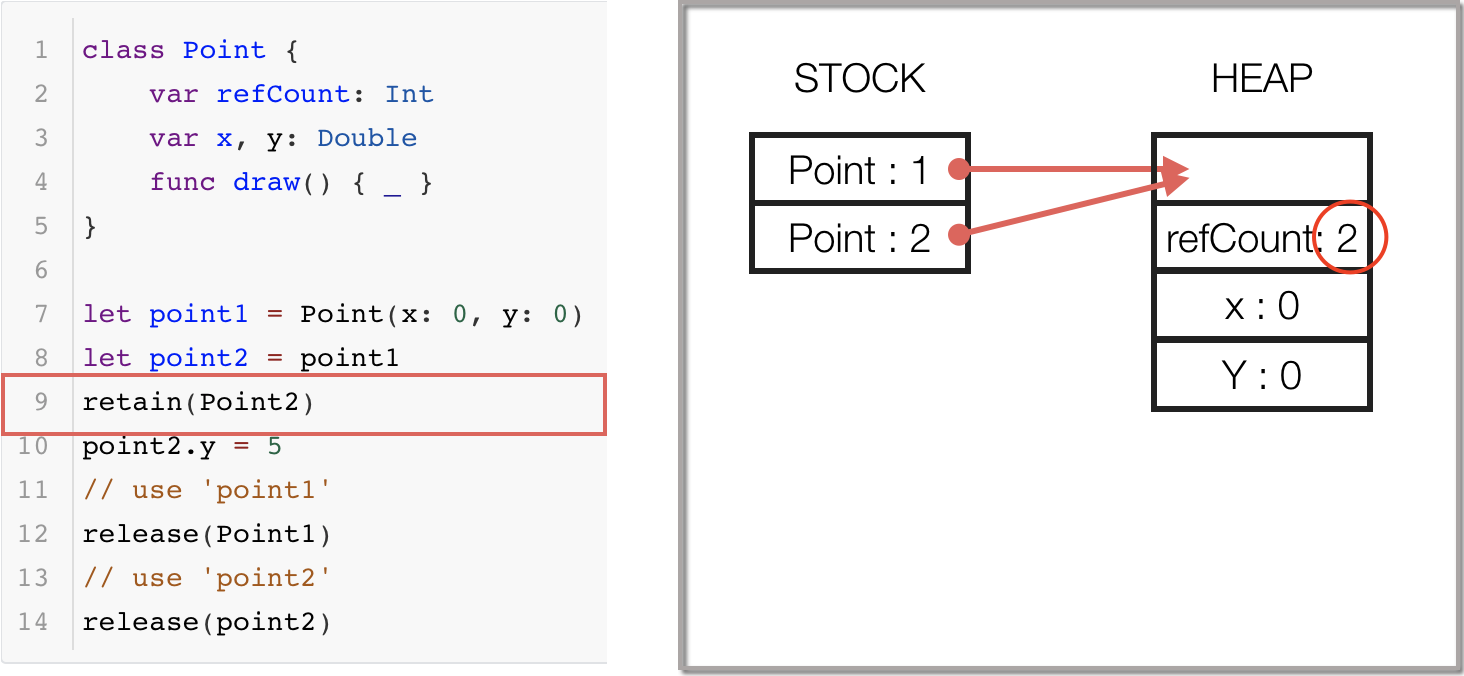 1 class Point {
2     var refCount: Int
3     var x, y: Double
4     func draw() { _ }
5 }
6
7 let point1 = Point(x: 0, y: 0)
8 let point2 = point1
9 retain(Point2)
10 point2.y = 5
11 // use 'point1'
12 release(Point1)
13 // use 'point2'
14 release(point2)
STOCK
Point : 1
Point : 2
HEAP
refCount: 2
x : 0
Y : 0